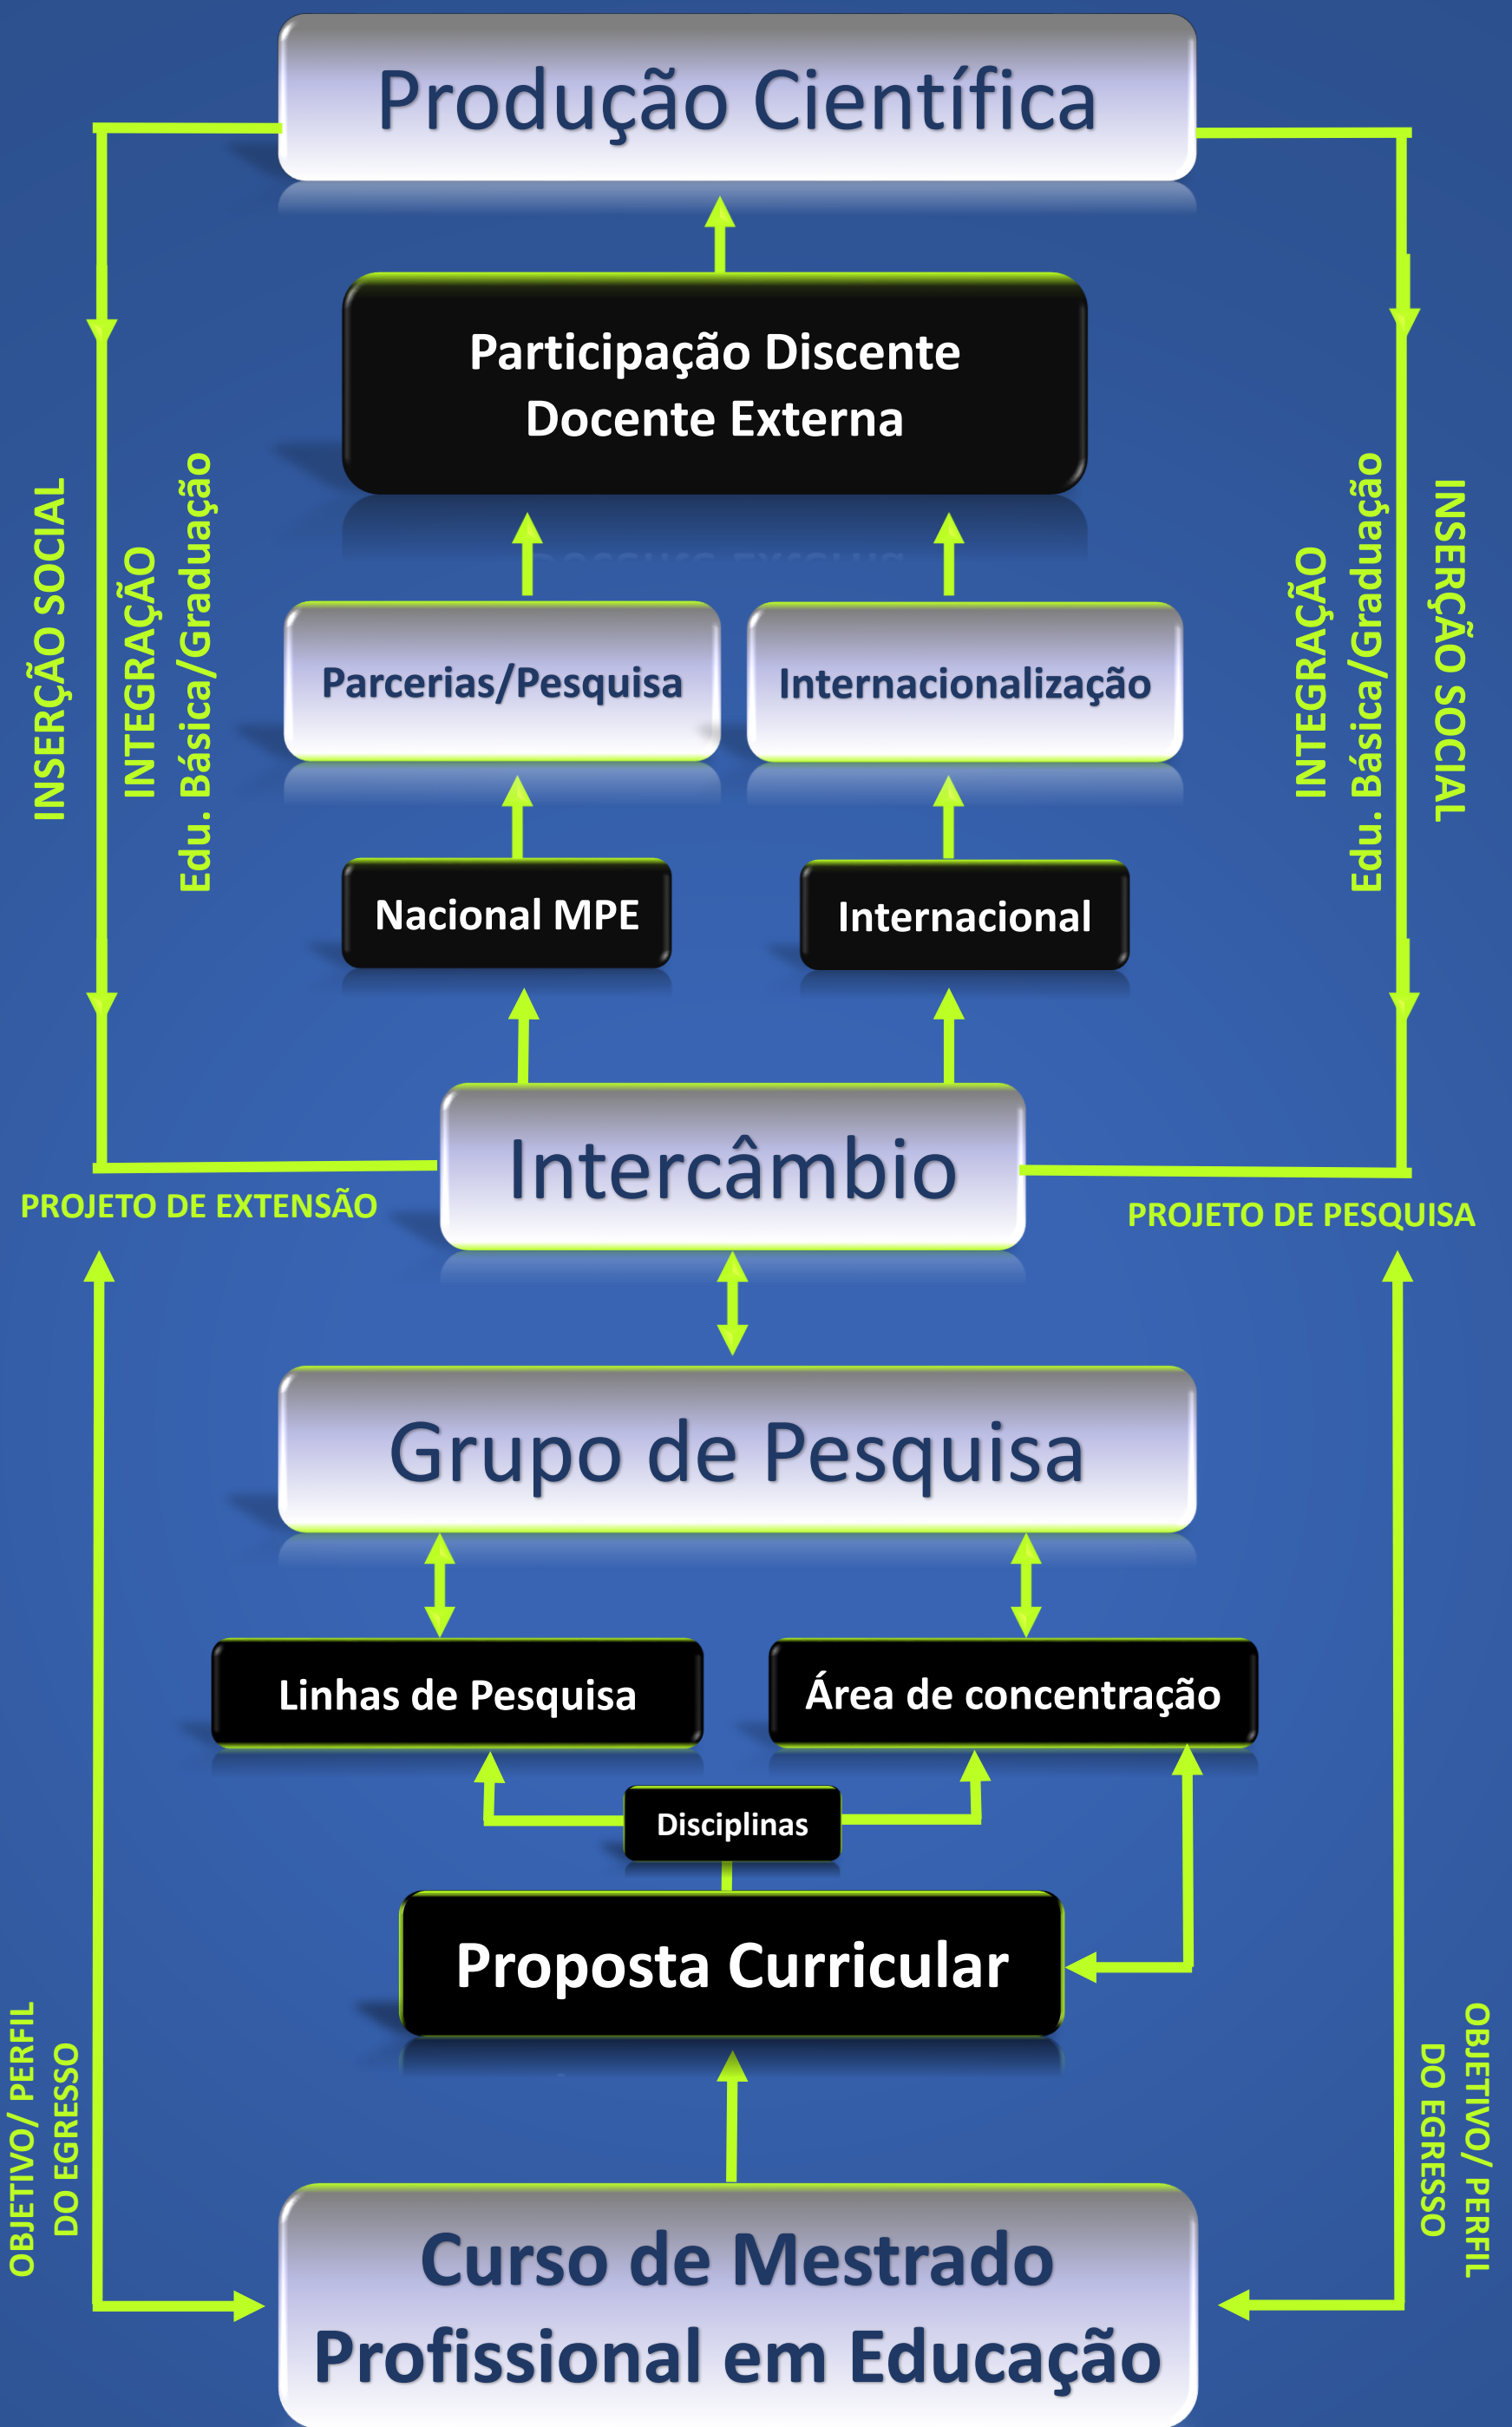 Produção Científica
Participação Discente
Docente Externa
INSERÇÃO SOCIAL
INTEGRAÇÃO
Edu. Básica/Graduação
INTEGRAÇÃO
Edu. Básica/Graduação
INSERÇÃO SOCIAL
Parcerias/Pesquisa
Internacionalização
Nacional MPE
Internacional
Intercâmbio
PROJETO DE EXTENSÃO
PROJETO DE PESQUISA
Grupo de Pesquisa
Linhas de Pesquisa
Área de concentração
Disciplinas
Proposta Curricular
OBJETIVO/ PERFIL
DO EGRESSO
OBJETIVO/ PERFIL
DO EGRESSO
Curso de Mestrado
Profissional em Educação